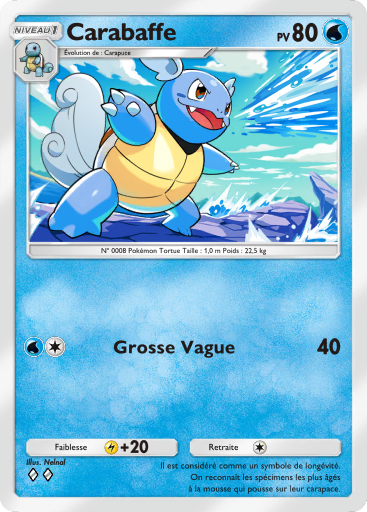 NIVEAU 1
Carabaffe
PV 80
Évolution de : Carapuce
N° 0008 Pokémon Tortue Taille : 1,0 m Poids : 22,5 kg
Grosse Vague 40
Faiblesse +20 Retraite
Illus. Nelnal
Il est considéré comme un symbole de longévité.
On reconnaît les spécimens les plus âgés
à la mousse qui pousse sur leur carapace.